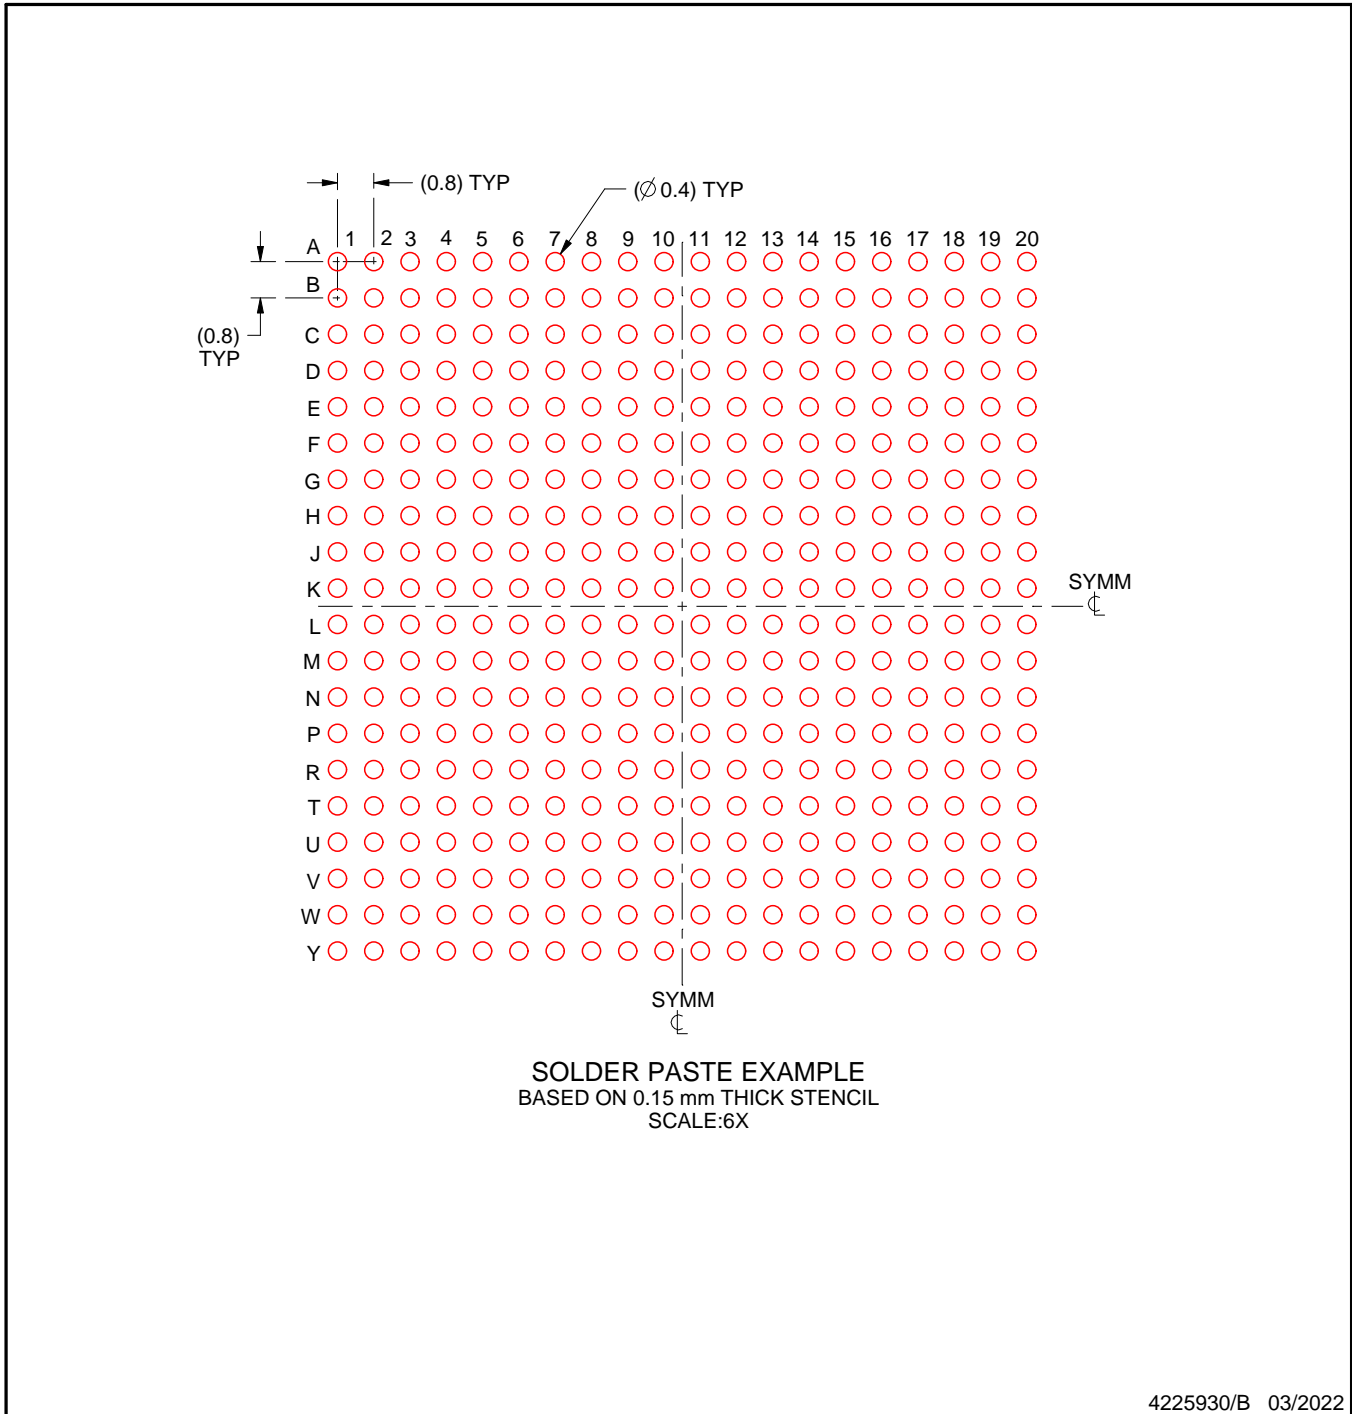 (0.8) TYP
(∅ 0.4) TYP
1 2 3 4 5 6 7 8 9 10 11 12 13 14 15 16 17 18 19 20
A
B
(0.8)
TYP
C
D
E
F
G
H
J
K
SYMM
℄
L
M
N
P
R
T
U
V
W
Y
SYMM
℄
SOLDER PASTE EXAMPLE
BASED ON 0.15 mm THICK STENCIL
SCALE:6X
4225930/B 03/2022